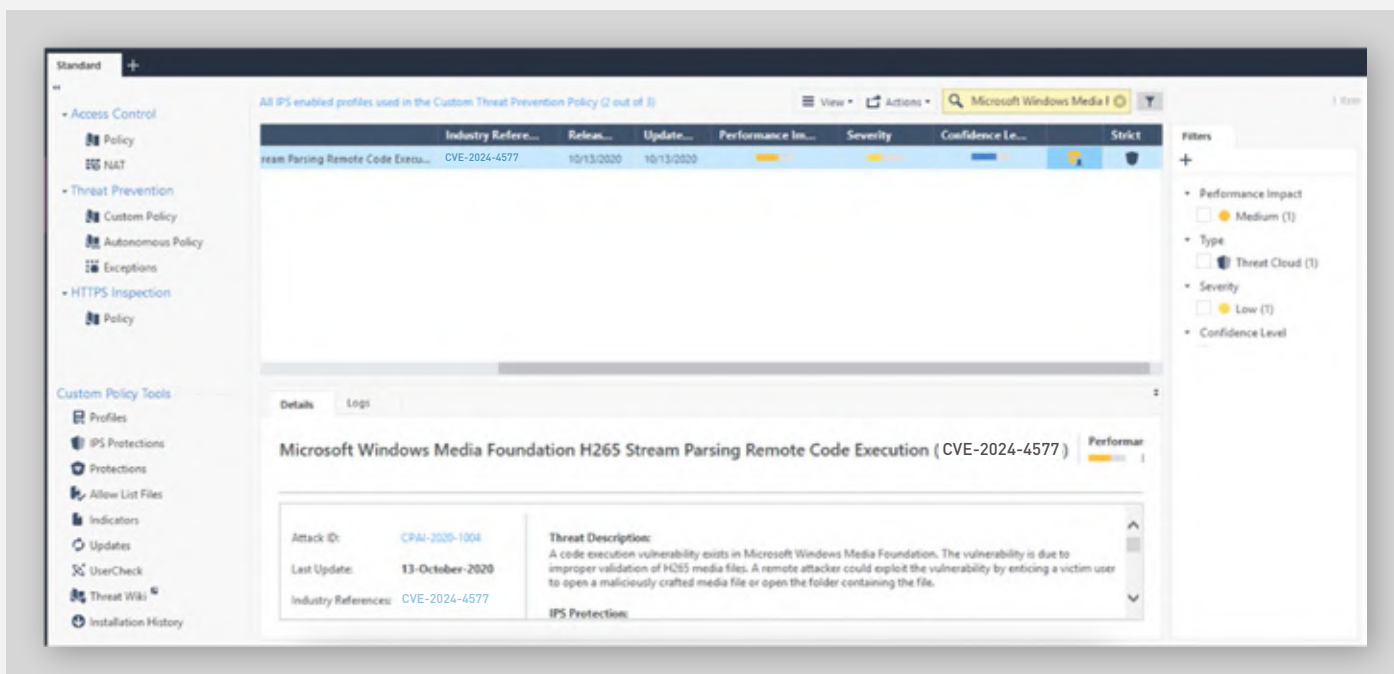 Standard +
Access Control
Policy
NAT
Threat Prevention
Custom Policy
Autonomous Policy
Exceptions
HTTPS Inspection
Policy
Custom Policy Tools
Profiles
IPS Protections
Protections
Allow List Files
Indicators
Updates
UserCheck
Threat Wiki
Installation History
All IPS enabled profiles used in the Custom Threat Prevention Policy (2 out of 3)
View Actions Microsoft Windows Media
1 item
Industry Refere... Releas... Update... Performance Im... Severity Confidence Le... Strict
ream Parsing Remote Code Execu... CVE-2024-4577 10/13/2020 10/13/2020
Details Logs
Microsoft Windows Media Foundation H265 Stream Parsing Remote Code Execution ( CVE-2024-4577 ) Performar
Attack ID: CPAI-2020-1004
Last Update: 13-October-2020
Industry References: CVE-2024-4577
Threat Description:
A code execution vulnerability exists in Microsoft Windows Media Foundation. The vulnerability is due to
improper validation of H265 media files. A remote attacker could exploit the vulnerability by enticing a victim user
to open a maliciously crafted media file or open the folder containing the file.
IPS Protection:
Filters
+
Performance Impact
Medium (1)
Type
Threat Cloud (1)
Severity
Low (1)
Confidence Level